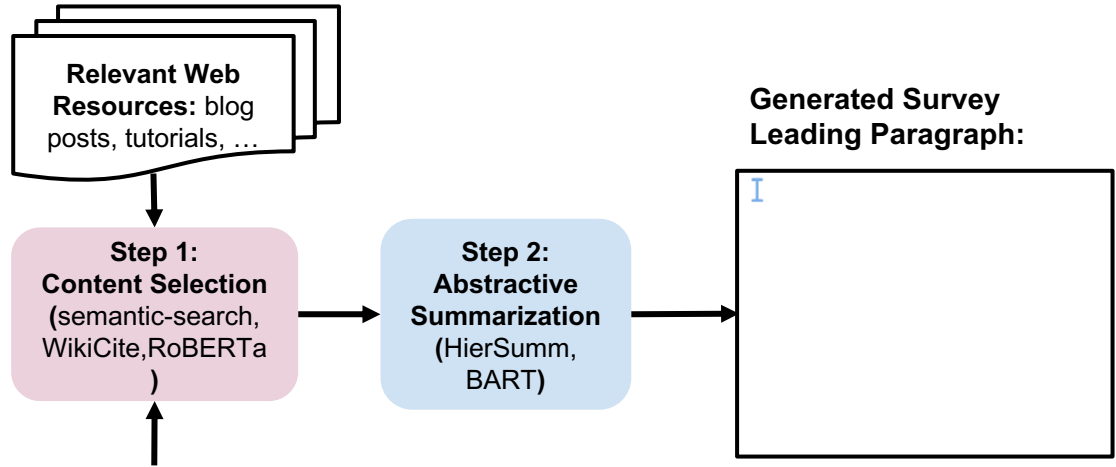 Relevant Web
Resources: blog
posts, tutorials, …
Generated Survey
Leading Paragraph:
Step 1:
Content Selection
(semantic-search,
WikiCite,RoBERTa
)
Step 2:
Abstractive
Summarization
(HierSumm,
BART)